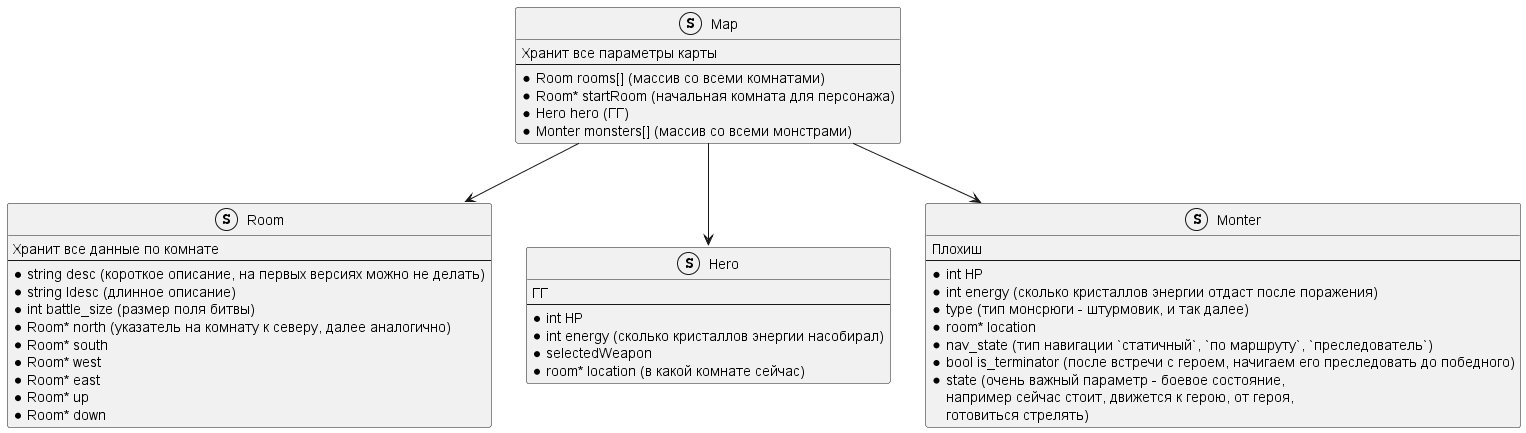 S Map
Хранит все параметры карты
Room rooms[] (массив со всеми комнатами)
Room* startRoom (начальная комната для персонажа)
Hero hero (ГГ)
Monter monsters[] (массив со всеми монстрами)
S Room
Хранит все данные по комнате
string desc (короткое описание, на первых версиях можно не делать)
string ldesc (длинное описание)
int battle_size (размер поля битвы)
Room* north (указатель на комнату к северу, далее аналогично)
Room* south
Room* west
Room* east
Room* up
Room* down
S Hero
ГГ
int HP
int energy (сколько кристаллов энергии насобирал)
selectedWeapon
room* location (в какой комнате сейчас)
S Monter
Плохиш
int HP
int energy (сколько кристаллов энергии отдаст после поражения)
type (тип монсрюги - штурмовик, и так далее)
room* location
nav_state (тип навигации `статичный`, `по маршруту`, `преследователь`)
bool is_terminator (после встречи с героем, начигаем его преследовать до победного)
state (очень важный параметр - боевое состояние,
например сейчас стоит, движется к герою, от героя,
готовиться стрелять)